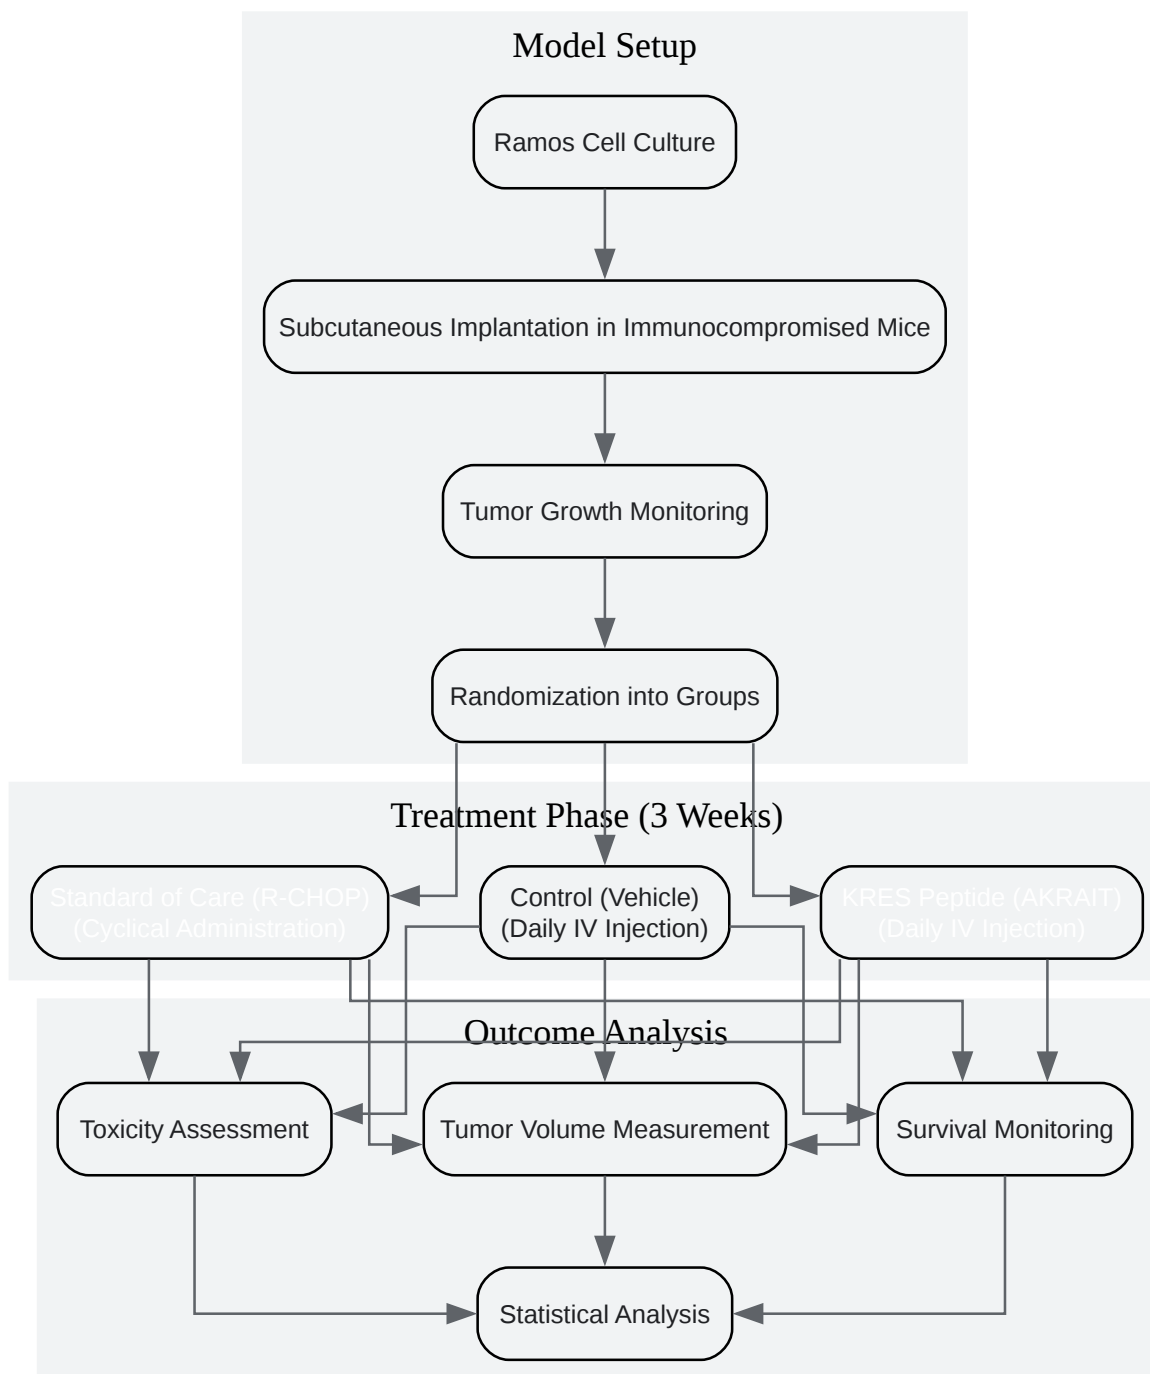 Model Setup
Ramos Cell Culture
Subcutaneous Implantation in Immunocompromised Mice
Tumor Growth Monitoring
Randomization into Groups
Treatment Phase (3 Weeks)
Standard of Care (R-CHOP)
(Cyclical Administration)
Control (Vehicle)
(Daily IV Injection)
KRES Peptide (AKRAIT)
(Daily IV Injection)
Outcome Analysis
Toxicity Assessment
Tumor Volume Measurement
Survival Monitoring
Statistical Analysis